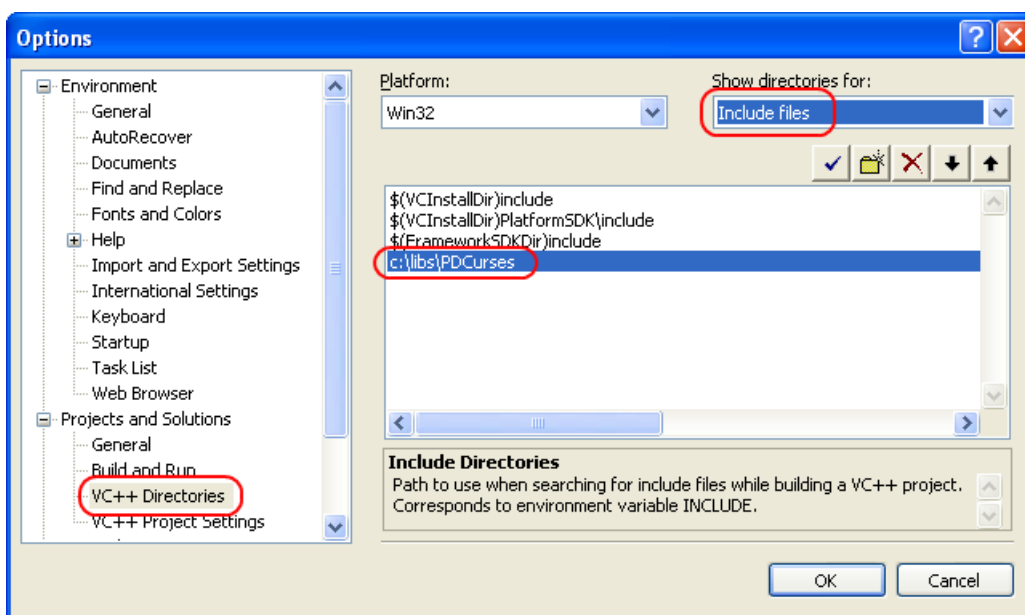 Options
Environment
General
AutoRecover
Documents
Find and Replace
Fonts and Colors
Help
Import and Export Settings
International Settings
Keyboard
Startup
Task List
Web Browser
Projects and Solutions
General
Build and Run
VC++ Directories
VC++ Project Settings
Platform:
Win32
Show directories for:
Include files
$(VCInstallDir)include
$(VCInstallDir)PlatformSDK\include
$(FrameworkSDKDir)include
c:\libs\PDCurses
Include Directories
Path to use when searching for include files while building a VC++ project.
Corresponds to environment variable INCLUDE.
OK
Cancel